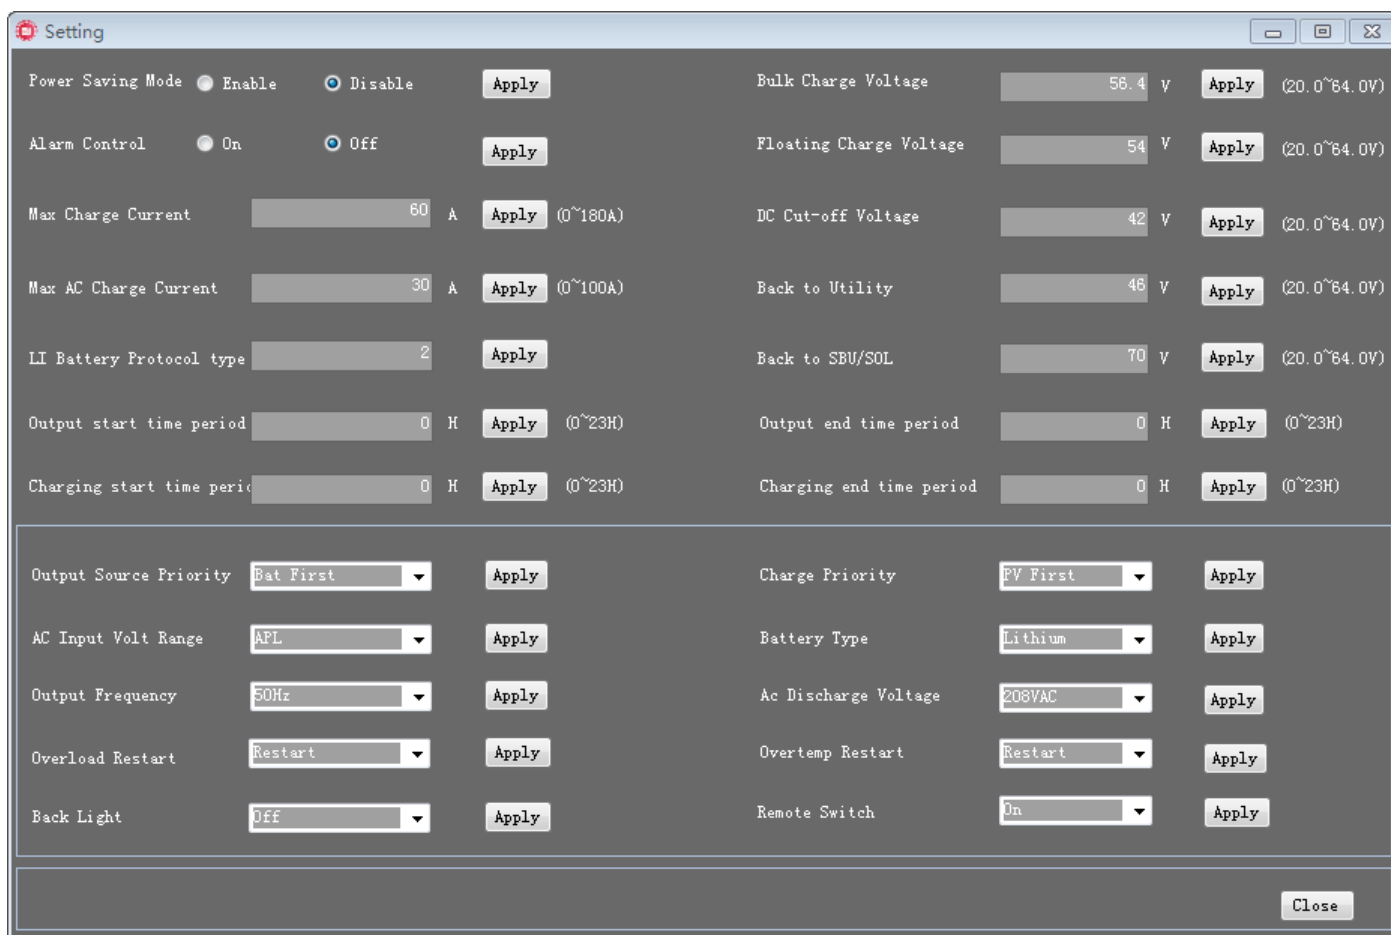 Setting
Power Saving Mode Enable Disable Apply Bulk Charge Voltage 56.4 V Apply (20.0~64.0V)
Alarm Control On Off Apply Floating Charge Voltage 54 V Apply (20.0~64.0V)
Max Charge Current 60 A Apply (0~180A) DC Cut-off Voltage 42 V Apply (20.0~64.0V)
Max AC Charge Current 30 A Apply (0~100A) Back to Utility 46 V Apply (20.0~64.0V)
LI Battery Protocol type 2 Apply Back to SBU/SOL 70 V Apply (20.0~64.0V)
Output start time period 0 H Apply (0~23H) Output end time period 0 H Apply (0~23H)
Charging start time peric 0 H Apply (0~23H) Charging end time period 0 H Apply (0~23H)
Output Source Priority Bat First Apply Charge Priority PV First Apply
AC Input Volt Range APL Apply Battery Type Lithium Apply
Output Frequency 50Hz Apply Ac Discharge Voltage 208VAC Apply
Overload Restart Restart Apply Overtemp Restart Restart Apply
Back Light Off Apply Remote Switch On Apply
Close